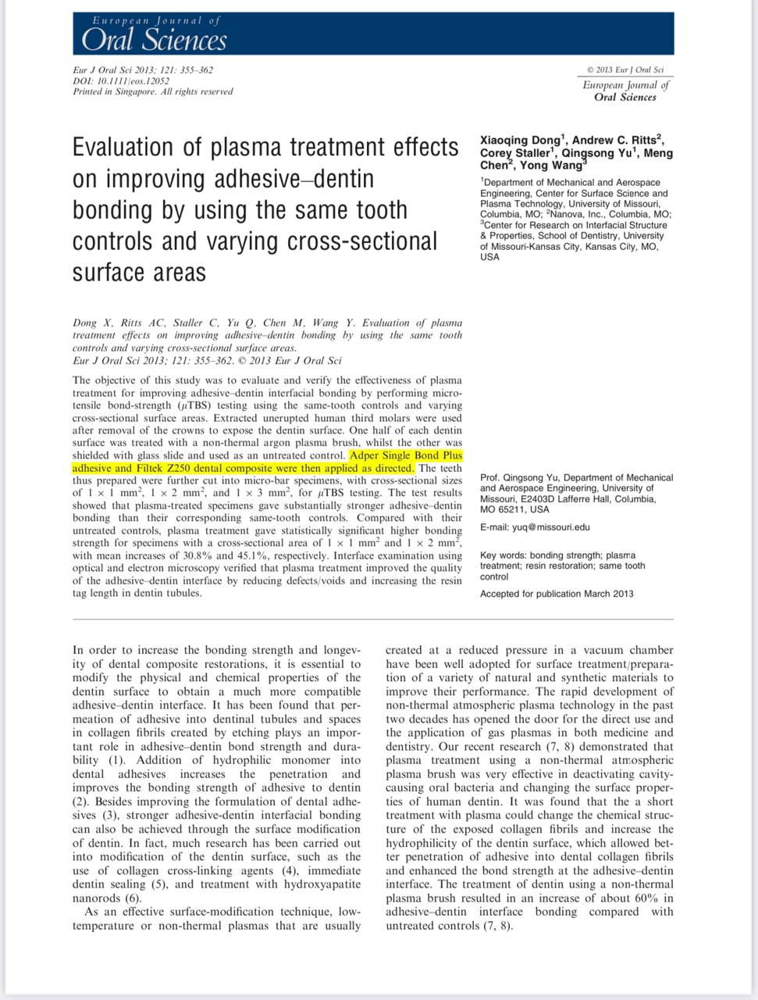 European Journal of
Oral Sciences
Eur J Oral Sci 2013; 121: 355–362
DOI: 10.1111/eos.12052
Printed in Singapore. All rights reserved
© 2013 Eur J Oral Sci
European Journal of
Oral Sciences
Evaluation of plasma treatment effects
on improving adhesive–dentin
bonding by using the same tooth
controls and varying cross-sectional
surface areas
Xiaoqing Dong¹, Andrew C. Ritts²,
Corey Staller¹, Qingsong Yu¹, Meng
Chen², Yong Wang³
¹Department of Mechanical and Aerospace
Engineering, Center for Surface Science and
Plasma Technology, University of Missouri,
Columbia, MO; ²Nanova, Inc., Columbia, MO;
³Center for Research on Interfacial Structure
& Properties, School of Dentistry, University
of Missouri-Kansas City, Kansas City, MO,
USA
Dong X, Ritts AC, Staller C, Yu Q, Chen M, Wang Y. Evaluation of plasma
treatment effects on improving adhesive–dentin bonding by using the same tooth
controls and varying cross-sectional surface areas.
Eur J Oral Sci 2013; 121: 355–362. © 2013 Eur J Oral Sci
The objective of this study was to evaluate and verify the effectiveness of plasma
treatment for improving adhesive–dentin interfacial bonding by performing micro-
tensile bond-strength (μTBS) testing using the same-tooth controls and varying
cross-sectional surface areas. Extracted unerupted human third molars were used
after removal of the crowns to expose the dentin surface. One half of each dentin
surface was treated with a non-thermal argon plasma brush, whilst the other was
shielded with glass slide and used as an untreated control. Adper Single Bond Plus
adhesive and Filtek Z250 dental composite were then applied as directed. The teeth
thus prepared were further cut into micro-bar specimens, with cross-sectional sizes
of 1 × 1 mm², 1 × 2 mm², and 1 × 3 mm², for μTBS testing. The test results
showed that plasma-treated specimens gave substantially stronger adhesive–dentin
bonding than their corresponding same-tooth controls. Compared with their
untreated controls, plasma treatment gave statistically significant higher bonding
strength for specimens with a cross-sectional area of 1 × 1 mm² and 1 × 2 mm²,
with mean increases of 30.8% and 45.1%, respectively. Interface examination using
optical and electron microscopy verified that plasma treatment improved the quality
of the adhesive–dentin interface by reducing defects/voids and increasing the resin
tag length in dentin tubules.
Prof. Qingsong Yu, Department of Mechanical
and Aerospace Engineering, University of
Missouri, E2403D Lafferre Hall, Columbia,
MO 65211, USA
E-mail: yuq@missouri.edu
Key words: bonding strength; plasma
treatment; resin restoration; same tooth
control
Accepted for publication March 2013
In order to increase the bonding strength and longev-
ity of dental composite restorations, it is essential to
modify the physical and chemical properties of the
dentin surface to obtain a much more compatible
adhesive–dentin interface. It has been found that per-
meation of adhesive into dentinal tubules and spaces
in collagen fibrils created by etching plays an impor-
tant role in adhesive–dentin bond strength and dura-
bility (1). Addition of hydrophilic monomer into
dental adhesives increases the penetration and
improves the bonding strength of adhesive to dentin
(2). Besides improving the formulation of dental adhe-
sives (3), stronger adhesive-dentin interfacial bonding
can also be achieved through the surface modification
of dentin. In fact, much research has been carried out
into modification of the dentin surface, such as the
use of collagen cross-linking agents (4), immediate
dentin sealing (5), and treatment with hydroxyapatite
nanorods (6).
As an effective surface-modification technique, low-
temperature or non-thermal plasmas that are usually
created at a reduced pressure in a vacuum chamber
have been well adopted for surface treatment/prepara-
tion of a variety of natural and synthetic materials to
improve their performance. The rapid development of
non-thermal atmospheric plasma technology in the past
two decades has opened the door for the direct use and
the application of gas plasmas in both medicine and
dentistry. Our recent research (7, 8) demonstrated that
plasma treatment using a non-thermal atmospheric
plasma brush was very effective in deactivating cavity-
causing oral bacteria and changing the surface proper-
ties of human dentin. It was found that the a short
treatment with plasma could change the chemical struc-
ture of the exposed collagen fibrils and increase the
hydrophilicity of the dentin surface, which allowed bet-
ter penetration of adhesive into dental collagen fibrils
and enhanced the bond strength at the adhesive–dentin
interface. The treatment of dentin using a non-thermal
plasma brush resulted in an increase of about 60% in
adhesive–dentin interface bonding compared with
untreated controls (7, 8).